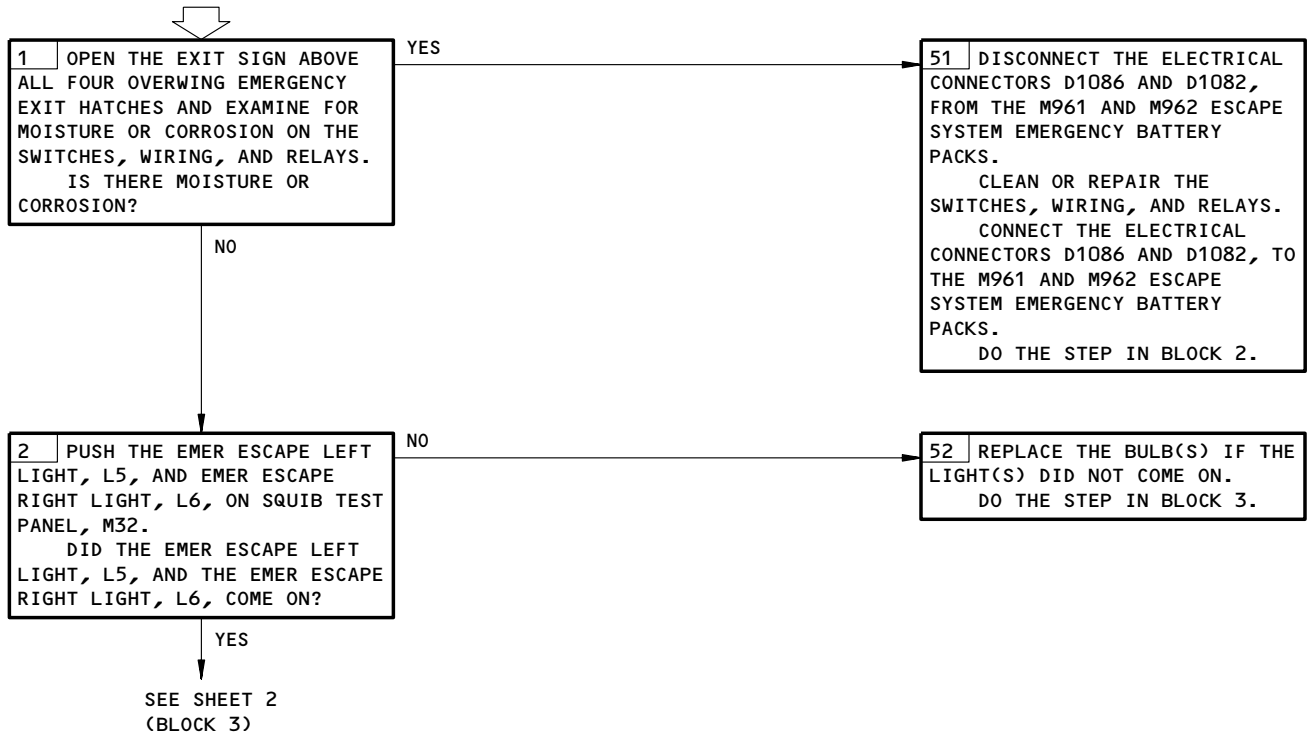 1 OPEN THE EXIT SIGN ABOVE
ALL FOUR OVERWING EMERGENCY
EXIT HATCHES AND EXAMINE FOR
MOISTURE OR CORROSION ON THE
SWITCHES, WIRING, AND RELAYS.
IS THERE MOISTURE OR
CORROSION?
YES
51 DISCONNECT THE ELECTRICAL
CONNECTORS D1086 AND D1082,
FROM THE M961 AND M962 ESCAPE
SYSTEM EMERGENCY BATTERY
PACKS.
CLEAN OR REPAIR THE
SWITCHES, WIRING, AND RELAYS.
CONNECT THE ELECTRICAL
CONNECTORS D1086 AND D1082, TO
THE M961 AND M962 ESCAPE
SYSTEM EMERGENCY BATTERY
PACKS.
DO THE STEP IN BLOCK 2.
NO
2 PUSH THE EMER ESCAPE LEFT
LIGHT, L5, AND EMER ESCAPE
RIGHT LIGHT, L6, ON SQUIB TEST
PANEL, M32.
DID THE EMER ESCAPE LEFT
LIGHT, L5, AND THE EMER ESCAPE
RIGHT LIGHT, L6, COME ON?
NO
52 REPLACE THE BULB(S) IF THE
LIGHT(S) DID NOT COME ON.
DO THE STEP IN BLOCK 3.
YES
SEE SHEET 2
(BLOCK 3)